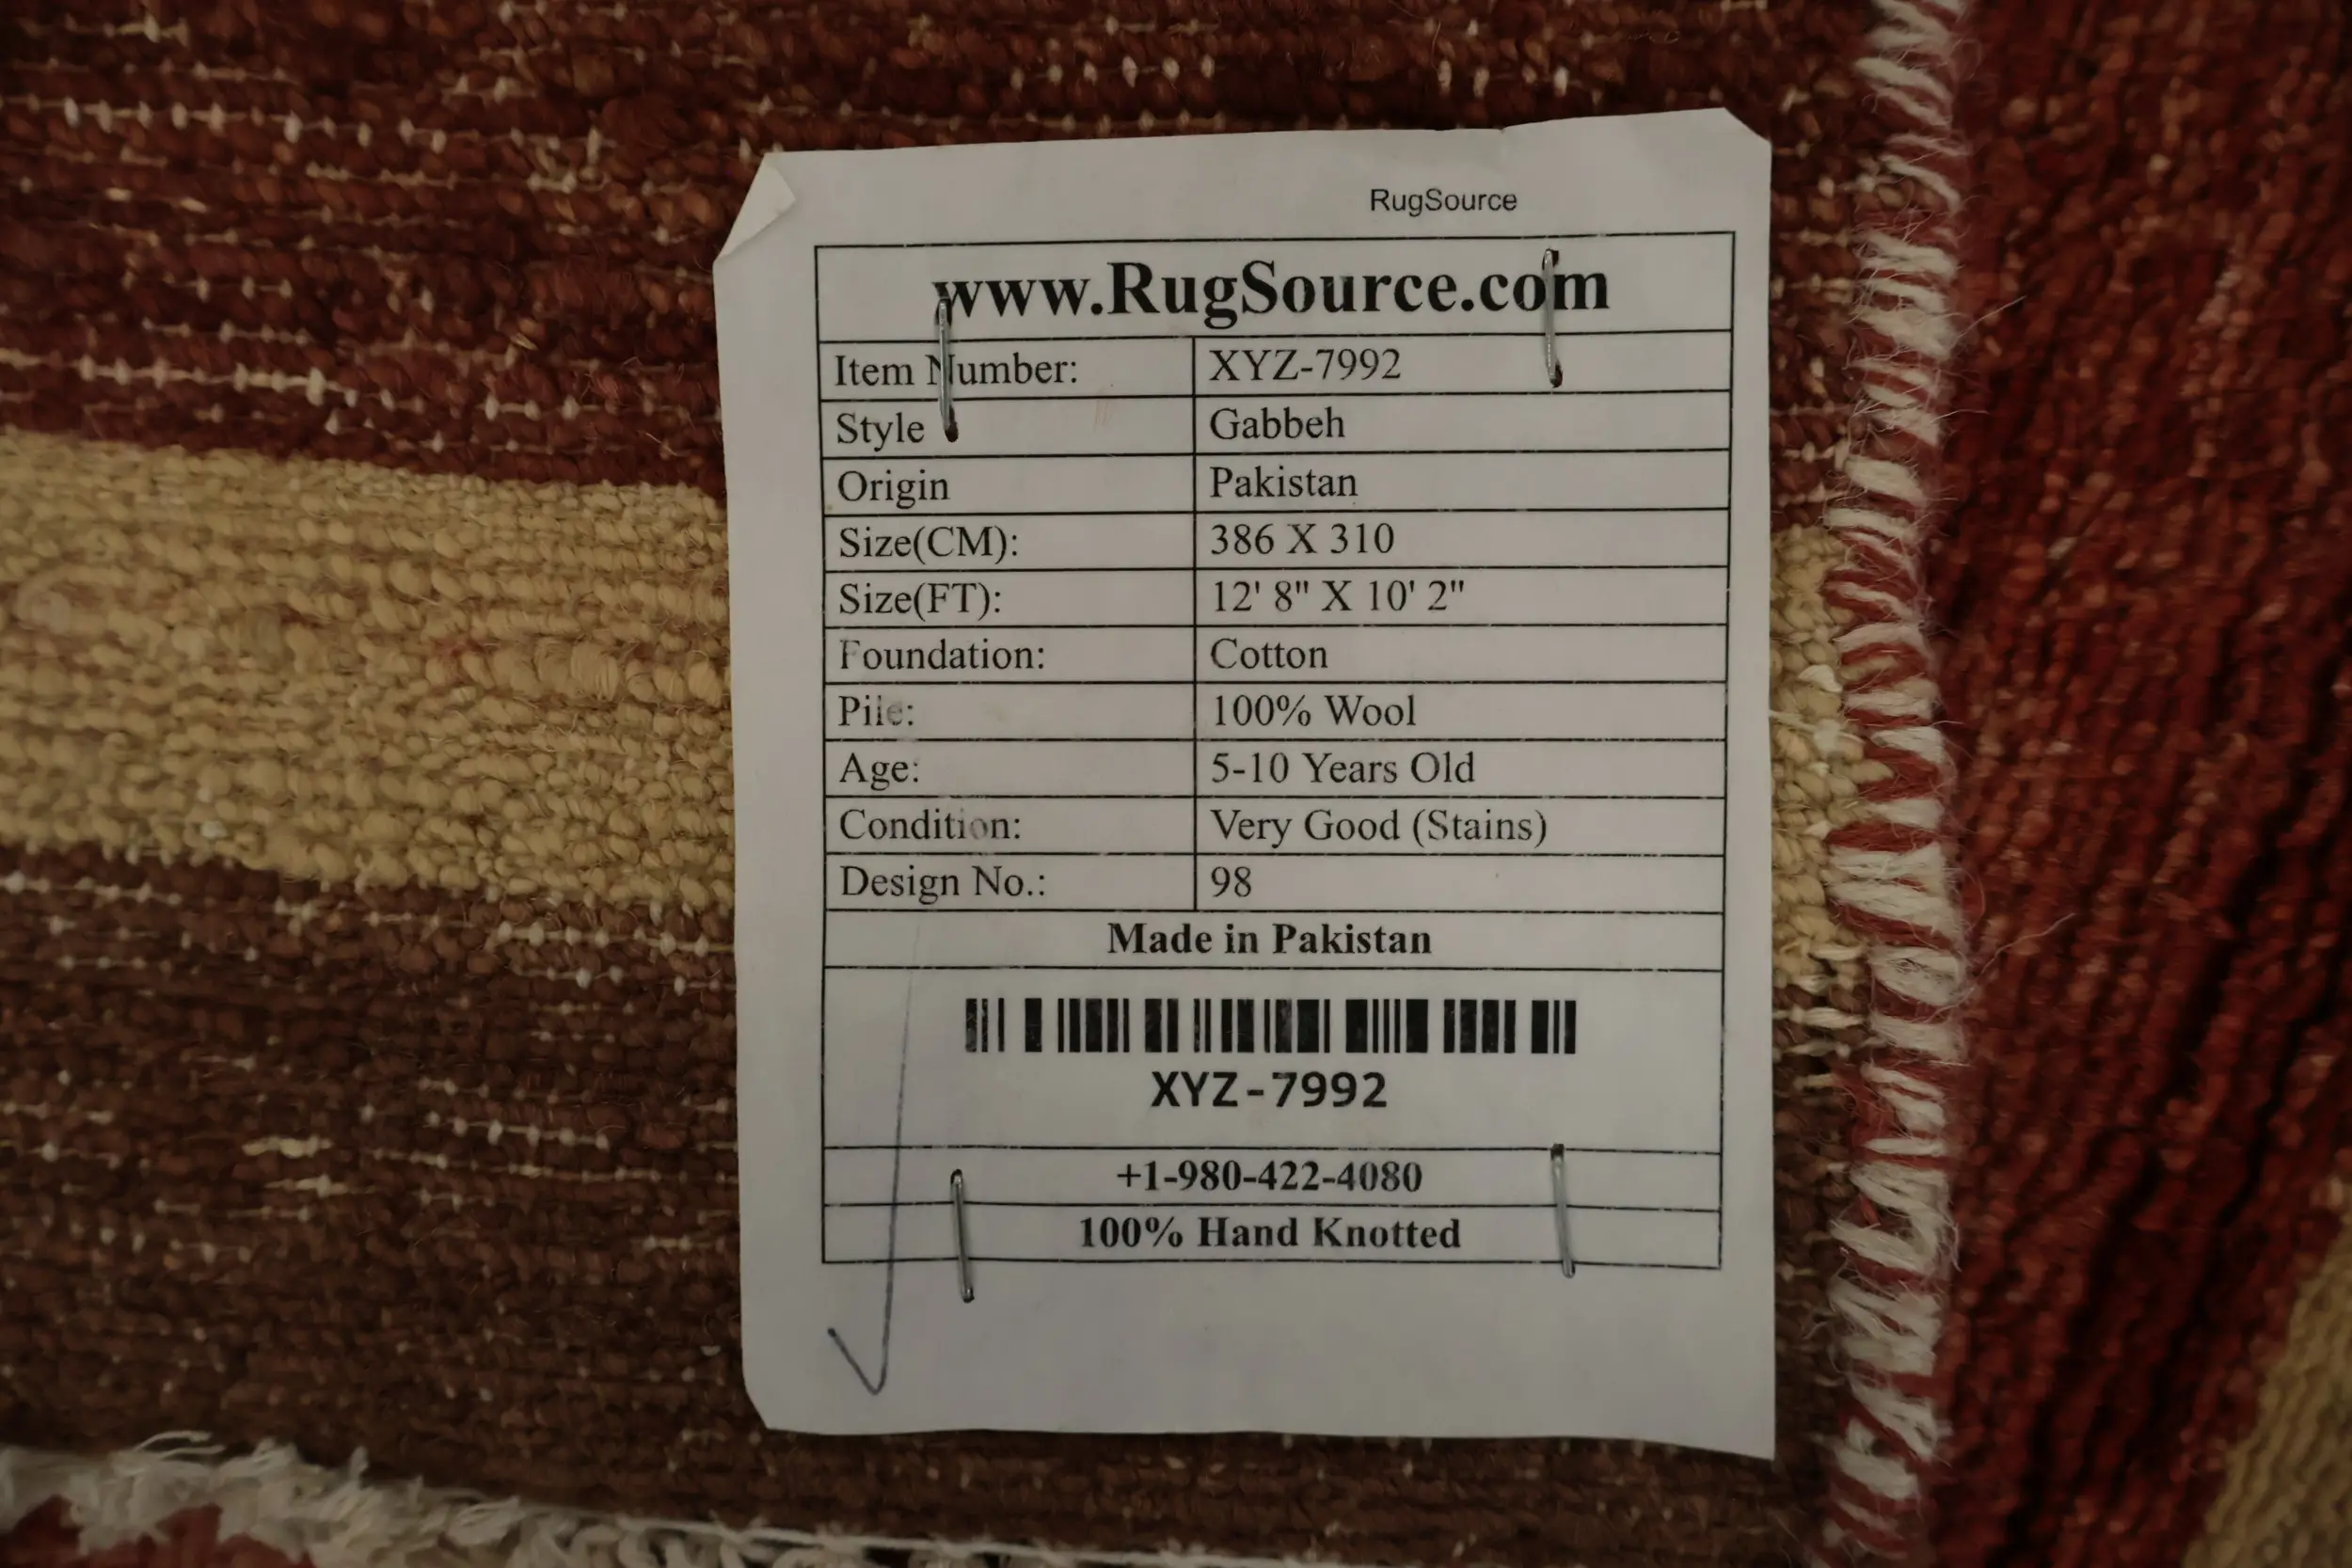 RugSource
www.RugSource.com
Item Number: XYZ-7992
Style Gabbeh
Origin Pakistan
Size(CM): 386 X 310
Size(FT): 12' 8" X 10' 2"
Foundation: Cotton
Pile: 100% Wool
Age: 5-10 Years Old
Condition: Very Good (Stains)
Design No.: 98
Made in Pakistan
XYZ-7992
+1-980-422-4080
100% Hand Knotted